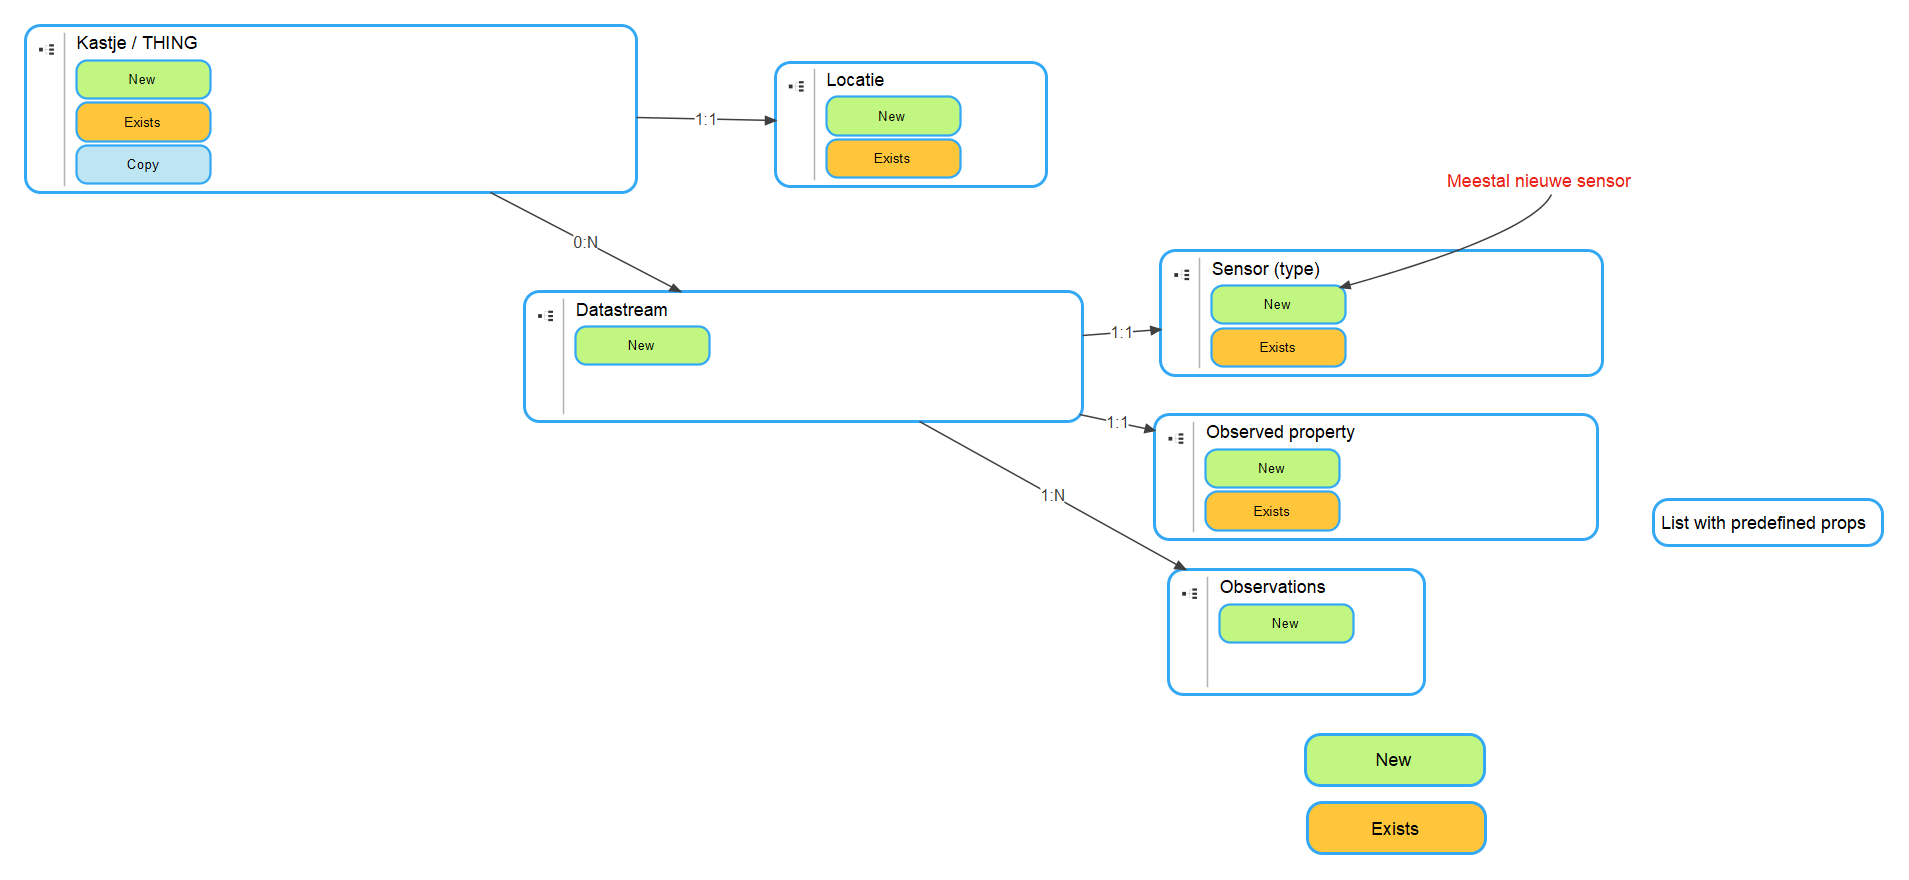 Kastje / THING
New
Exists
Copy
1:1
Locatie
New
Exists
0:N
Meestal nieuwe sensor
Datastream
New
1:1
Sensor (type)
New
Exists
1:1
Observed property
New
Exists
1:N
List with predefined props
Observations
New
New
Exists